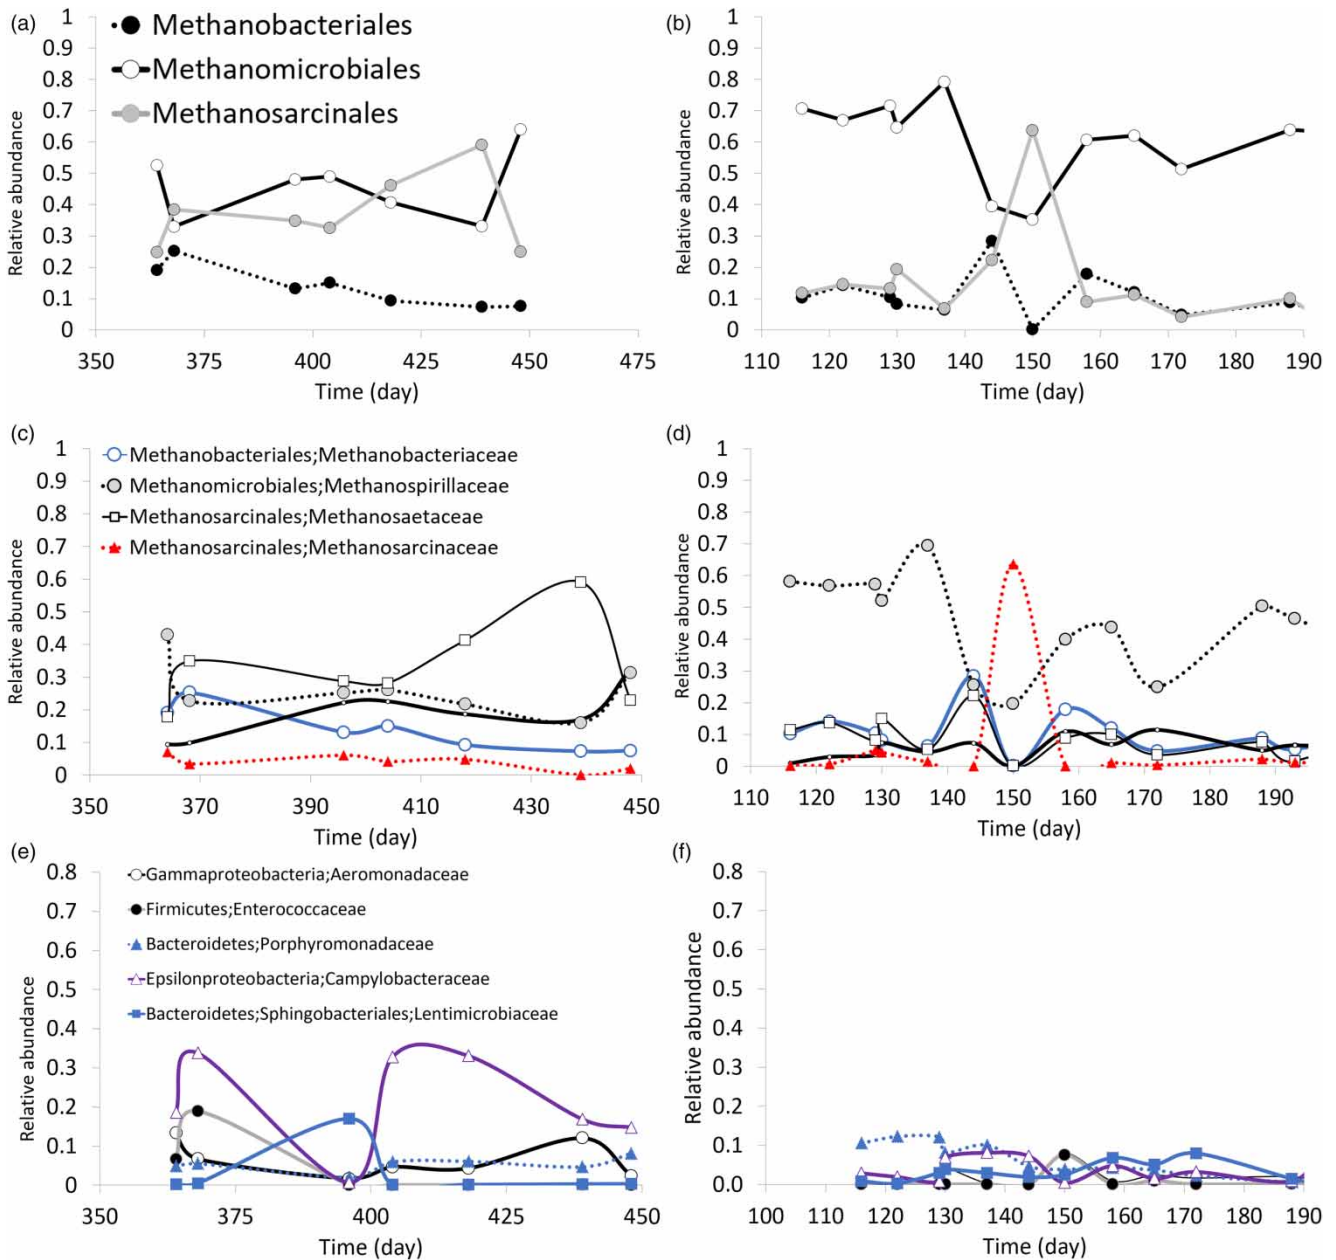 (a)
Methanobacteriales
Methanomicrobiales
Methanosarcinales
Relative abundance
1
0.9
0.8
0.7
0.6
0.5
0.4
0.3
0.2
0.1
0
350 375 400 425 450 475
Time (day)
(b)
Relative abundance
1
0.9
0.8
0.7
0.6
0.5
0.4
0.3
0.2
0.1
0
110 120 130 140 150 160 170 180 190
Time (day)
(c)
Methanobacteriales;Methanobacteriaceae
Methanomicrobiales;Methanospirillaceae
Methanosarcinales;Methanosaetaceae
Methanosarcinales;Methanosarcinaceae
Relative abundance
1
0.9
0.8
0.7
0.6
0.5
0.4
0.3
0.2
0.1
0
350 370 390 410 430 450
Time (day)
(d)
Relative abundance
1
0.9
0.8
0.7
0.6
0.5
0.4
0.3
0.2
0.1
0
110 120 130 140 150 160 170 180 190
Time (day)
(e)
Gammaproteobacteria;Aeromonadaceae
Firmicutes;Enterococcaceae
Bacteroidetes;Porphyromonadaceae
Epsilonproteobacteria;Campylobacteraceae
Bacteroidetes;Sphingobacteriales;Lentimicrobiaceae
Relative abundance
0.8
0.7
0.6
0.5
0.4
0.3
0.2
0.1
0
350 375 400 425 450
Time (day)
(f)
Relative abundance
0.8
0.7
0.6
0.5
0.4
0.3
0.2
0.1
0.0
100 110 120 130 140 150 160 170 180 190
Time (day)